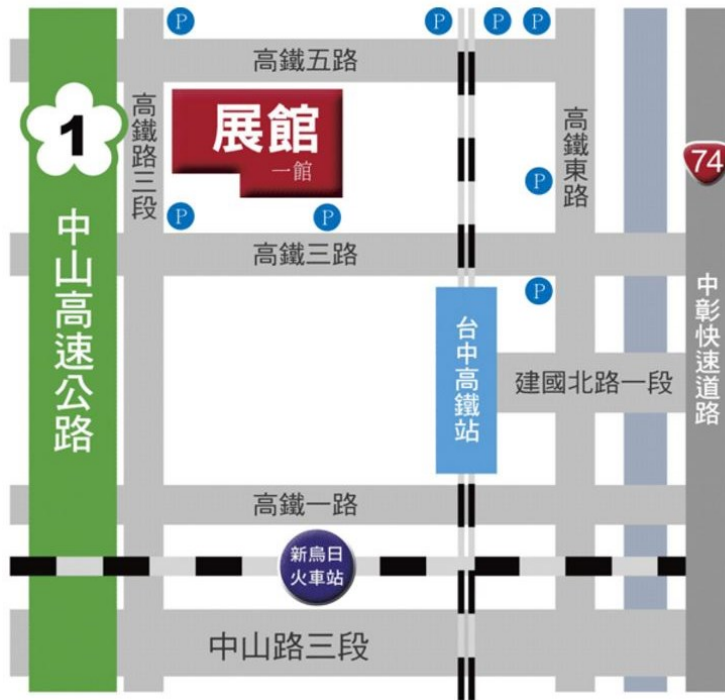 P
P
P
P
高鐵五路
1
高鐵路三段
展館
一館
高鐵東路
74
P
P
P
高鐵三路
中山高速公路
P
中彰快速道路
台中高鐵站
建國北路一段
高鐵一路
新烏日
火車站
中山路三段